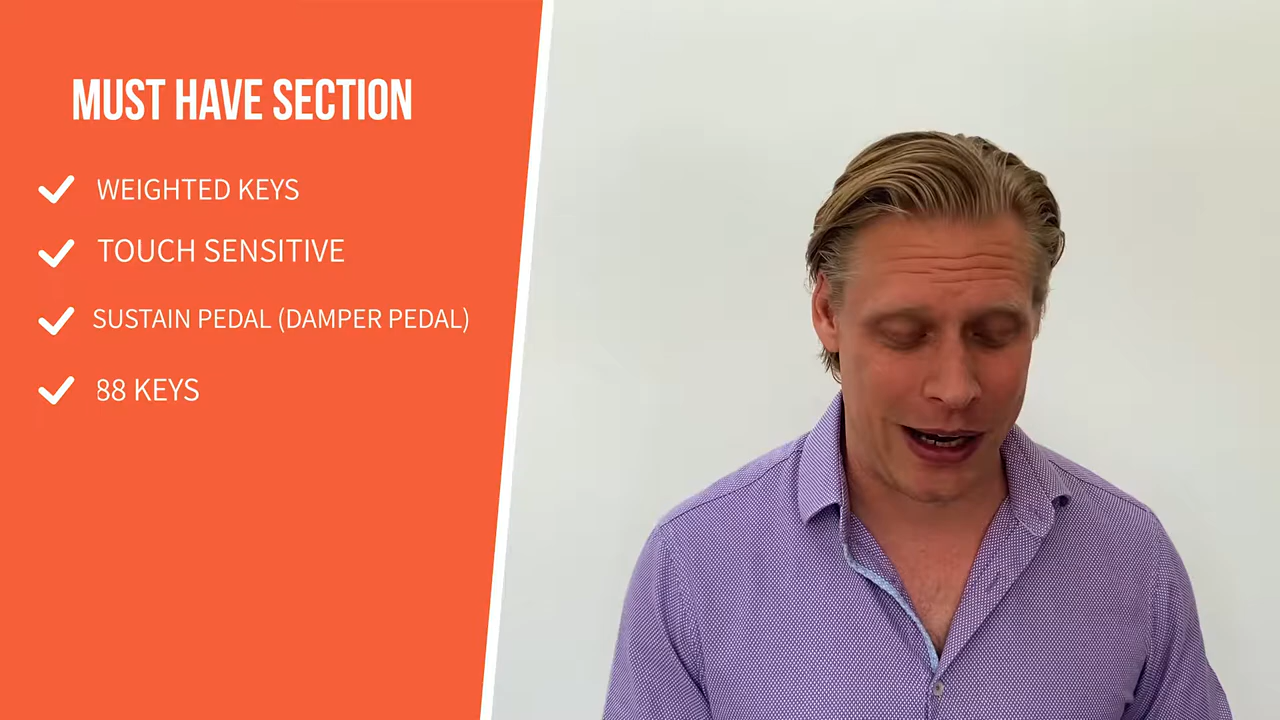 MUST HAVE SECTION
WEIGHTED KEYS
TOUCH SENSITIVE
SUSTAIN PEDAL (DAMPER PEDAL)
88 KEYS